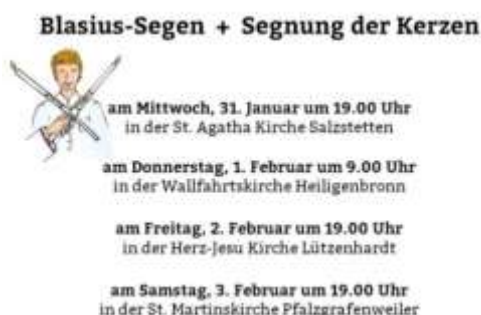 Blasius-Segen + Segnung der Kerzen
am Mittwoch, 31. Januar um 19.00 Uhr
in der St. Agatha Kirche Salzstetten
am Donnerstag, 1. Februar um 9.00 Uhr
in der Wallfahrtskirche Heiligenbronn
am Freitag, 2. Februar um 19.00 Uhr
in der Herz-Jesu Kirche Lützenhardt
am Samstag, 3. Februar um 19.00 Uhr
in der St. Martinskirche Pfalzgrafenweiler